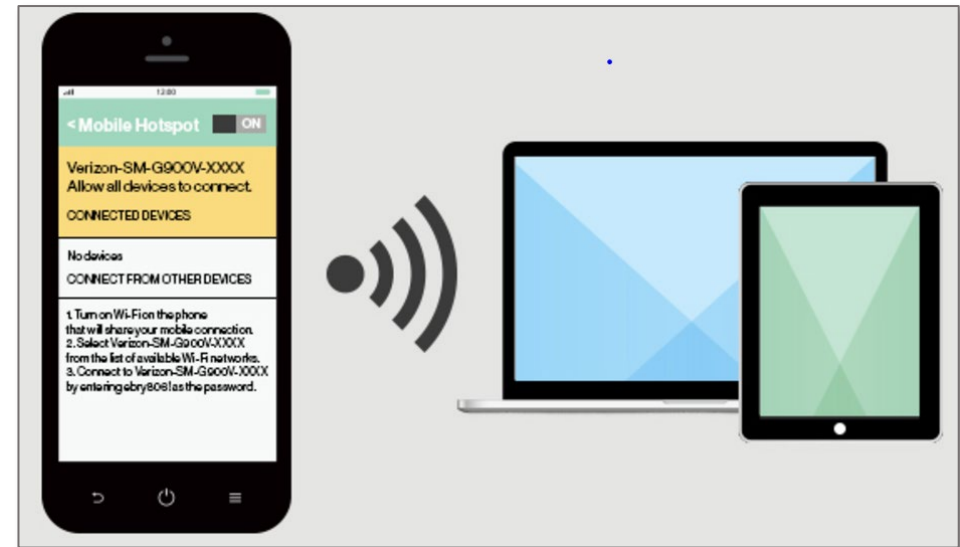 12:00
< Mobile Hotspot ON
Verizon-SM-G900V-XXXX
Allow all devices to connect.
CONNECTED DEVICES
No devices
CONNECT FROM OTHER DEVICES
1. Turn on Wi-Fi on the phone
that will share your mobile connection.
2. Select Verizon-SM-G900V-XXXX
from the list of available Wi-Fi networks.
3. Connect to Verizon-SM-G900V-XXXX
by entering ebry806! as the password.